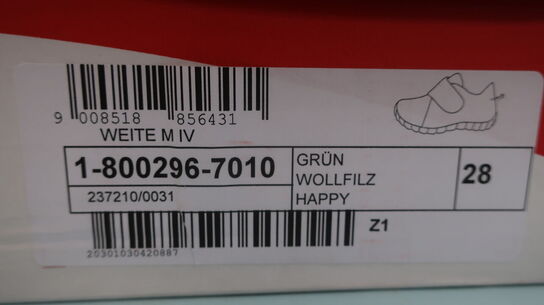 9 008518 856431
WEITE M IV
1-800296-7010
237210/0031
GRÜN
WOLLFILZ
HAPPY
28
Z1
20301030420887